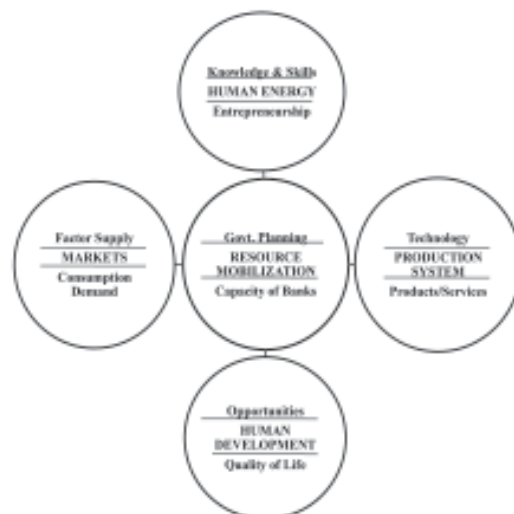 Knowledge & Skills
HUMAN ENERGY
Entrepreneurship
Factor Supply
MARKETS
Consumption
Demand
Govt. Planning
RESOURCE
MOBILIZATION
Capacity of Banks
Technology
PRODUCTION
SYSTEM
Products/Services
Opportunities
HUMAN
DEVELOPMENT
Quality of Life